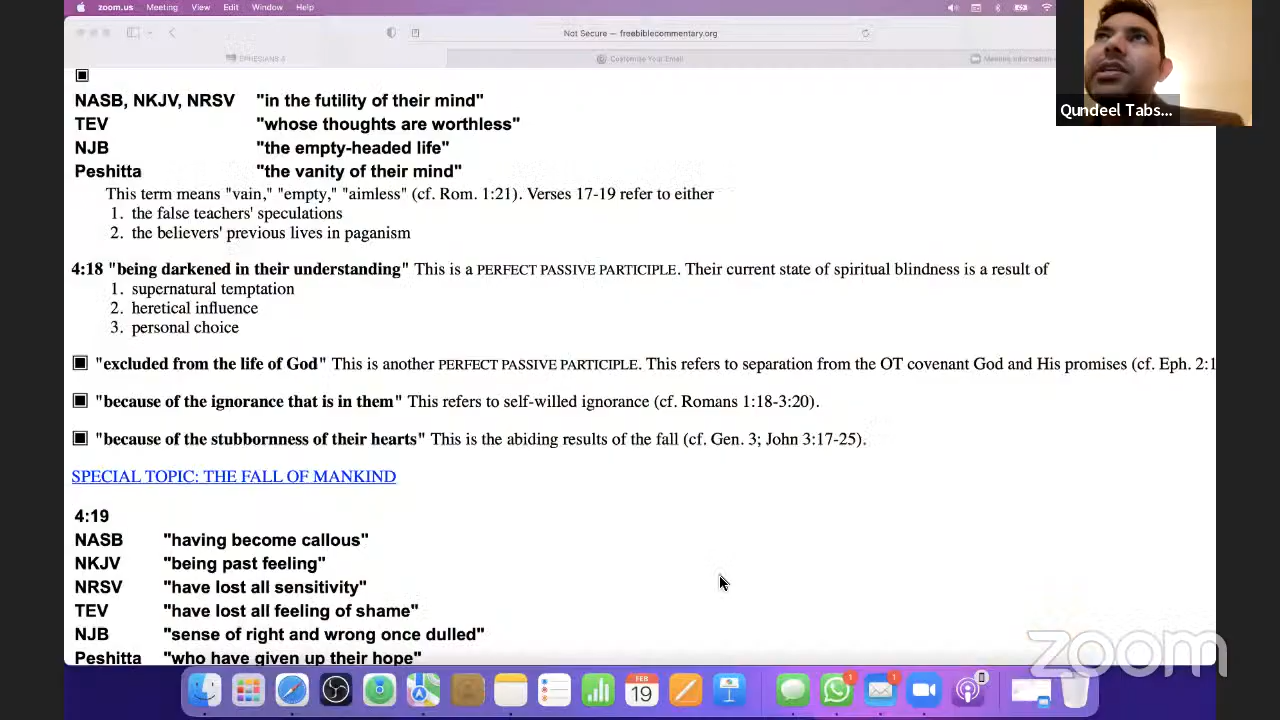 zoom.us Meeting View Edit Window Help
Not Secure — freebiblecommentary.org
EPHESIANS 4 Customize Your Email Meeting Information
NASB, NKJV, NRSV "in the futility of their mind"
TEV "whose thoughts are worthless"
NJB "the empty-headed life"
Peshitta "the vanity of their mind"
This term means "vain," "empty," "aimless" (cf. Rom. 1:21). Verses 17-19 refer to either
1. the false teachers' speculations
2. the believers' previous lives in paganism
4:18 "being darkened in their understanding" This is a PERFECT PASSIVE PARTICIPLE. Their current state of spiritual blindness is a result of
1. supernatural temptation
2. heretical influence
3. personal choice
"excluded from the life of God" This is another PERFECT PASSIVE PARTICIPLE. This refers to separation from the OT covenant God and His promises (cf. Eph. 2:1
"because of the ignorance that is in them" This refers to self-willed ignorance (cf. Romans 1:18-3:20).
"because of the stubbornness of their hearts" This is the abiding results of the fall (cf. Gen. 3; John 3:17-25).
SPECIAL TOPIC: THE FALL OF MANKIND
4:19
NASB "having become callous"
NKJV "being past feeling"
NRSV "have lost all sensitivity"
TEV "have lost all feeling of shame"
NJB "sense of right and wrong once dulled"
Peshitta "who have given up their hope"
Qundeel Tabs...
zoom
FEB
19
1
1